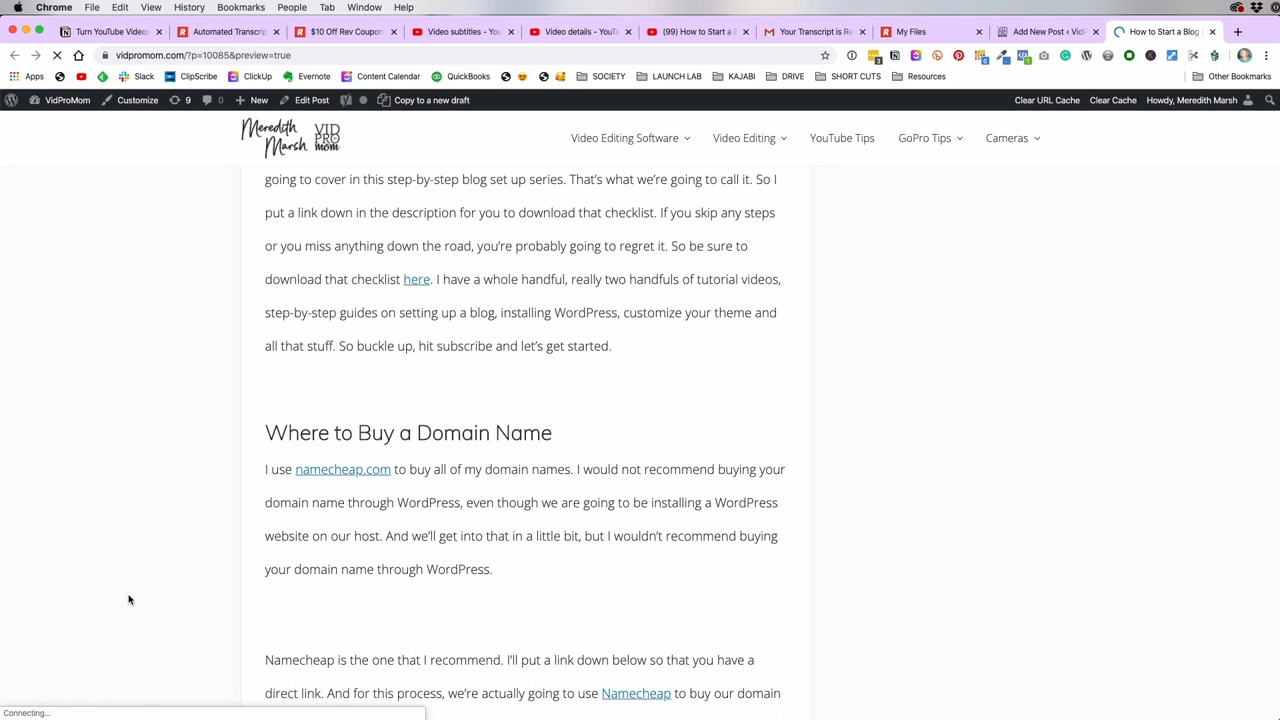 Chrome File Edit View History Bookmarks People Tab Window Help
Turn YouTube Videos Automated Transcrip $10 Off Rev Coupon Video subtitles - You Video details - YouTu (99) How to Start a B Your Transcript is Re My Files Add New Post ‹ VidF How to Start a Blog
vidpromom.com/?p=10085&preview=true
Apps Slack ClipScribe ClickUp Evernote Content Calendar QuickBooks SOCIETY LAUNCH LAB KAJABI DRIVE SHORT CUTS Resources Other Bookmarks
VidProMom Customize 9 0 New Edit Post Copy to a new draft Clear URL Cache Clear Cache Howdy, Meredith Marsh
Meredith Marsh VID PRO mom
Video Editing Software Video Editing YouTube Tips GoPro Tips Cameras
going to cover in this step-by-step blog set up series. That's what we're going to call it. So I
put a link down in the description for you to download that checklist. If you skip any steps
or you miss anything down the road, you're probably going to regret it. So be sure to
download that checklist here. I have a whole handful, really two handfuls of tutorial videos,
step-by-step guides on setting up a blog, installing WordPress, customize your theme and
all that stuff. So buckle up, hit subscribe and let's get started.
Where to Buy a Domain Name
I use namecheap.com to buy all of my domain names. I would not recommend buying your
domain name through WordPress, even though we are going to be installing a WordPress
website on our host. And we'll get into that in a little bit, but I wouldn't recommend buying
your domain name through WordPress.
Namecheap is the one that I recommend. I'll put a link down below so that you have a
direct link. And for this process, we're actually going to use Namecheap to buy our domain
Connecting...